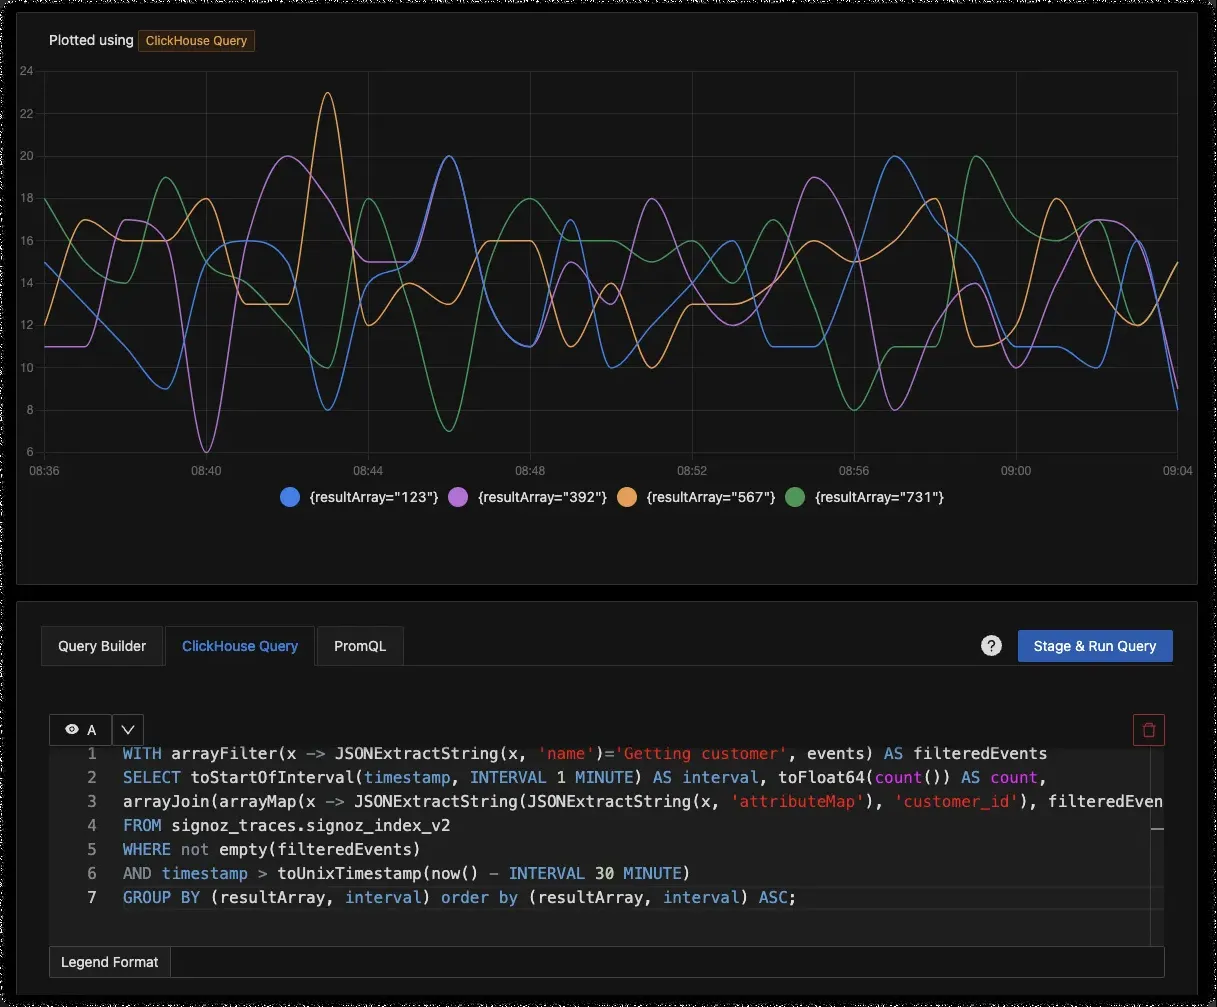 Plotted using ClickHouse Query
24
22
20
18
16
14
12
10
8
6
08:36 08:40 08:44 08:48 08:52 08:56 09:00 09:04
{resultArray="123"} {resultArray="392"} {resultArray="567"} {resultArray="731"}
Query Builder ClickHouse Query PromQL ? Stage & Run Query
A
1 WITH arrayFilter(x -> JSONExtractString(x, 'name')='Getting customer', events) AS filteredEvents
2 SELECT toStartOfInterval(timestamp, INTERVAL 1 MINUTE) AS interval, toFloat64(count()) AS count,
3 arrayJoin(arrayMap(x -> JSONExtractString(JSONExtractString(x, 'attributeMap'), 'customer_id'), filteredEven
4 FROM signoz_traces.signoz_index_v2
5 WHERE not empty(filteredEvents)
6 AND timestamp > toUnixTimestamp(now() - INTERVAL 30 MINUTE)
7 GROUP BY (resultArray, interval) order by (resultArray, interval) ASC;
Legend Format